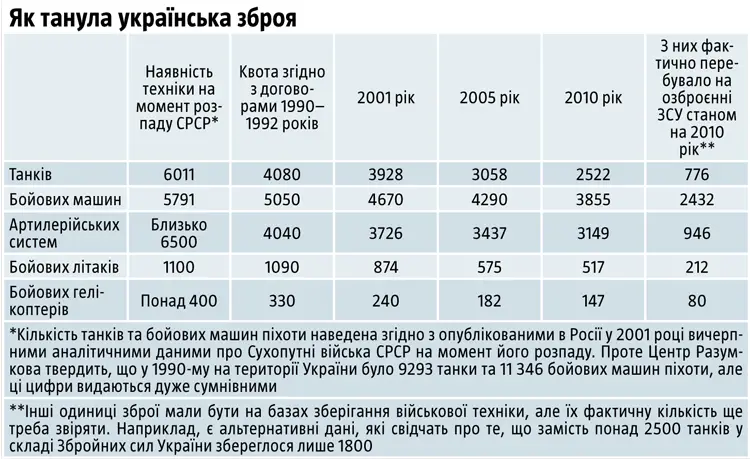 Як танула українська зброя
Наявність техніки на момент розпаду СРСР*
Квота згідно з договорами 1990–1992 років
2001 рік
2005 рік
2010 рік
З них фактично перебувало на озброєнні ЗСУ станом на 2010 рік**
Танків 6011 4080 3928 3058 2522 776
Бойових машин 5791 5050 4670 4290 3855 2432
Артилерійських систем Близько 6500 4040 3726 3437 3149 946
Бойових літаків 1100 1090 874 575 517 212
Бойових гелікоптерів Понад 400 330 240 182 147 80
*Кількість танків та бойових машин піхоти наведена згідно з опублікованими в Росії у 2001 році вичерп-
ними аналітичними даними про Сухопутні війська СРСР на момент його розпаду. Проте Центр Разум-
кова твердить, що у 1990-му на території України було 9293 танки та 11 346 бойових машин піхоти, але
ці цифри видаються дуже сумнівними
**Інші одиниці зброї мали бути на базах зберігання військової техніки, але їх фактичну кількість ще
треба звіряти. Наприклад, є альтернативні дані, які свідчать про те, що замість понад 2500 танків у
складі Збройних сил України збереглося лише 1800